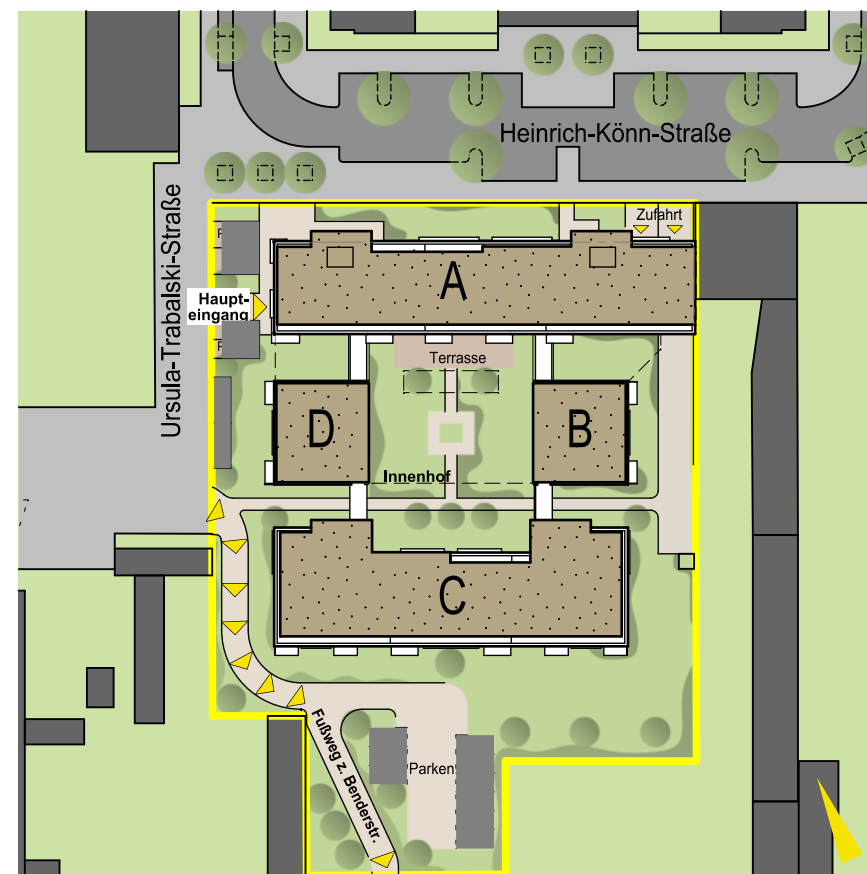 Heinrich-Könn-Straße
Ursula-Trabalski-Straße
Zufahrt
A
Haupt-
eingang
Terrasse
D
B
Innenhof
C
Fußweg z. Benderstr.
Parken